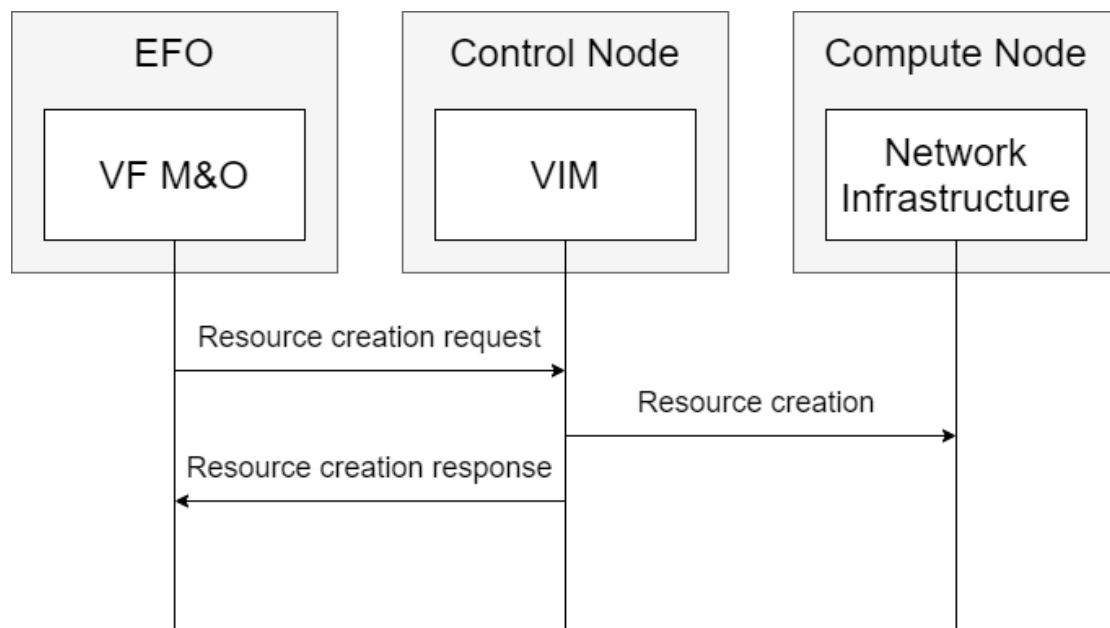 EFO
Control Node
Compute Node
VF M&O
VIM
Network
Infrastructure
Resource creation request
Resource creation
Resource creation response